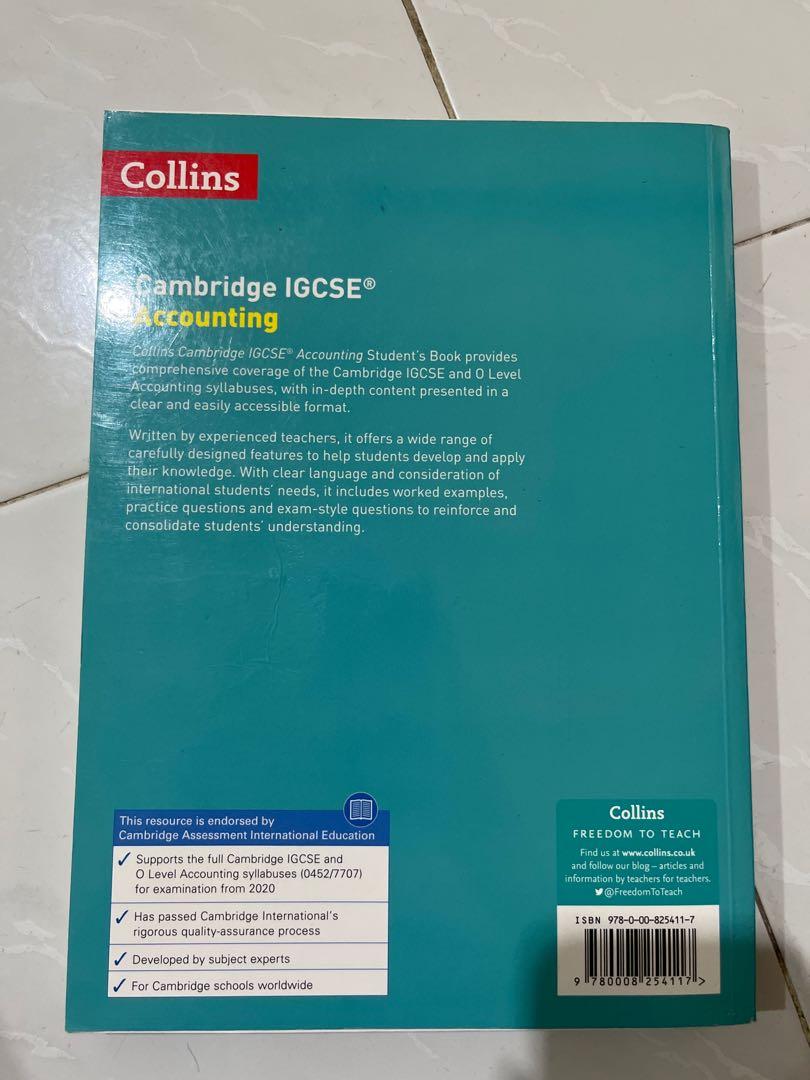 Collins
Cambridge IGCSE®
Accounting
Collins Cambridge IGCSE® Accounting Student's Book provides
comprehensive coverage of the Cambridge IGCSE and O Level
Accounting syllabuses, with in-depth content presented in a
clear and easily accessible format.
Written by experienced teachers, it offers a wide range of
carefully designed features to help students develop and apply
their knowledge. With clear language and consideration of
international students' needs, it includes worked examples,
practice questions and exam-style questions to reinforce and
consolidate students' understanding.
This resource is endorsed by
Cambridge Assessment International Education
✓ Supports the full Cambridge IGCSE and
O Level Accounting syllabuses (0452/7707)
for examination from 2020
✓ Has passed Cambridge International's
rigorous quality-assurance process
✓ Developed by subject experts
✓ For Cambridge schools worldwide
Collins
FREEDOM TO TEACH
Find us at www.collins.co.uk
and follow our blog – articles and
information by teachers for teachers.
@FreedomToTeach
ISBN 978-0-00-825411-7
9 780008 254117 >